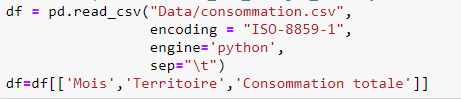 df = pd.read_csv("Data/consommation.csv",
                 encoding = "ISO-8859-1",
                 engine='python',
                 sep="\t")
df=df[['Mois','Territoire','Consommation totale']]